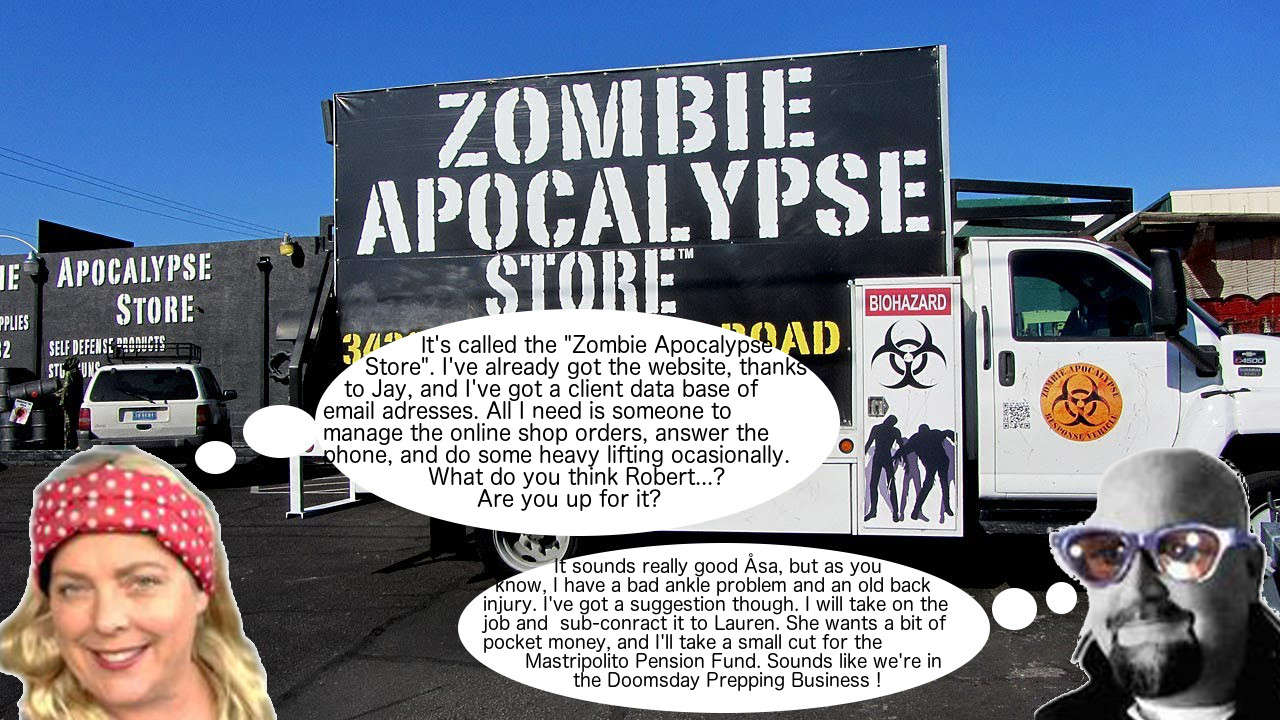 ZOMBIE
APOCALYPSE
STORE™
ROAD
APOCALYPSE
STORE
SELF DEFENSE PRODUCTS
BIOHAZARD
ZOMBIE APOCALYPSE
RESPONSE VEHICLE
C4500
It's called the "Zombie Apocalypse
Store". I've already got the website, thanks
to Jay, and I've got a client data base of
email adresses. All I need is someone to
manage the online shop orders, answer the
phone, and do some heavy lifting ocasionally.
What do you think Robert...?
Are you up for it?
It sounds really good Åsa, but as you
know, I have a bad ankle problem and an old back
injury. I've got a suggestion though. I will take on the
job and sub-conract it to Lauren. She wants a bit of
pocket money, and I'll take a small cut for the
Mastripolito Pension Fund. Sounds like we're in
the Doomsday Prepping Business !